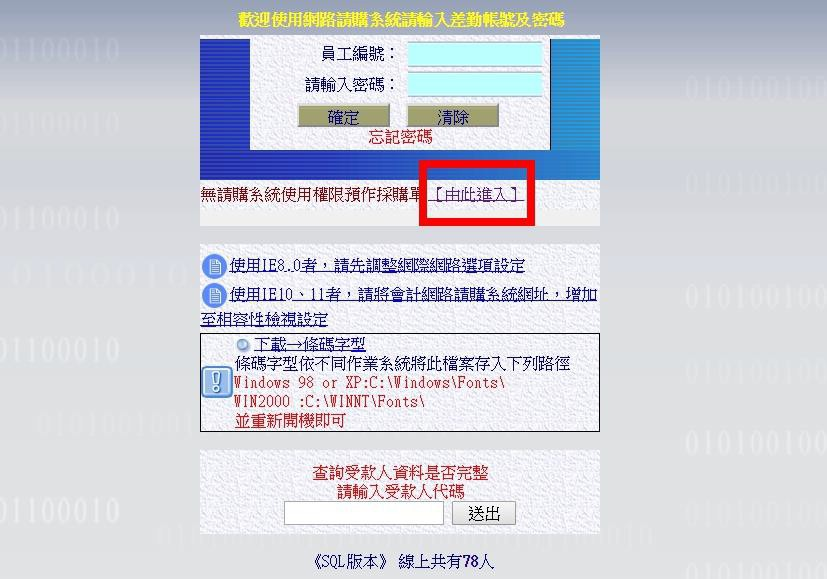 歡迎使用網路請購系統請輸入差勤帳號及密碼
員工編號：
請輸入密碼：
確定 清除
忘記密碼
無請購系統使用權限預作採購單【由此進入】
使用IE8.0者，請先調整網際網路選項設定
使用IE10、11者，請將會計網路請購系統網址，增加
至相容性檢視設定
下載→條碼字型
條碼字型依不同作業系統將此檔案存入下列路徑
Windows 98 or XP:C:\Windows\Fonts\
WIN2000 :C:\WINNT\Fonts\
並重新開機即可
查詢受款人資料是否完整
請輸入受款人代碼
送出
《SQL版本》 線上共有78人